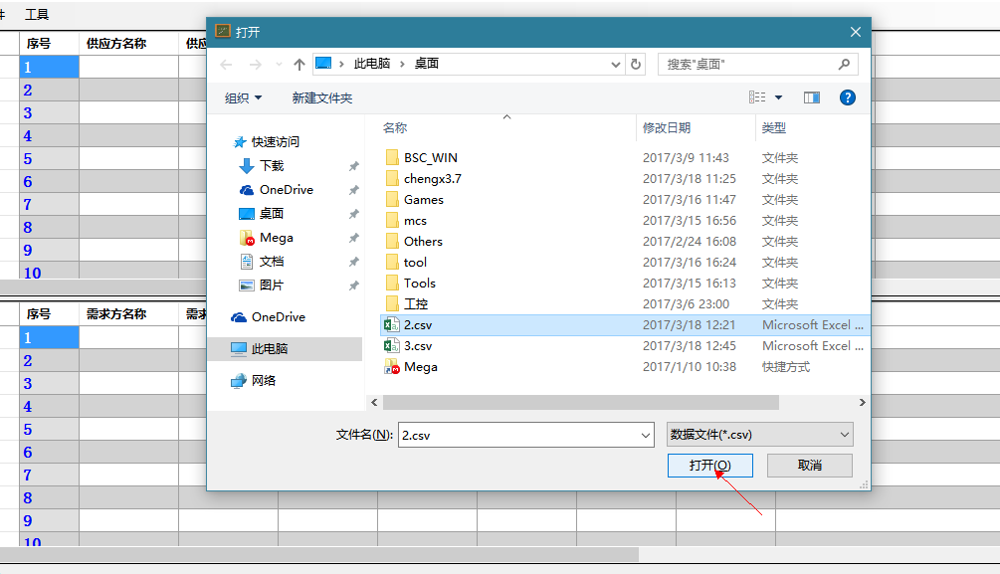 件 工具
序号 供应方名称 供应
1
2
3
4
5
6
7
8
9
10
序号 需求方名称 需求
1
2
3
4
5
6
7
8
9
10
打开
此电脑 桌面
搜索"桌面"
组织 新建文件夹
快速访问
下载
OneDrive
桌面
Mega
文档
图片
OneDrive
此电脑
网络
名称 修改日期 类型
BSC_WIN 2017/3/9 11:43 文件夹
chengx3.7 2017/3/18 11:25 文件夹
Games 2017/3/16 11:47 文件夹
mcs 2017/3/15 16:56 文件夹
Others 2017/2/24 16:08 文件夹
tool 2017/3/16 16:24 文件夹
Tools 2017/3/15 16:13 文件夹
工控 2017/3/6 23:00 文件夹
2.csv 2017/3/18 12:21 Microsoft Excel ...
3.csv 2017/3/18 12:45 Microsoft Excel ...
Mega 2017/1/10 10:38 快捷方式
文件名(N): 2.csv 数据文件(*.csv)
打开(O) 取消